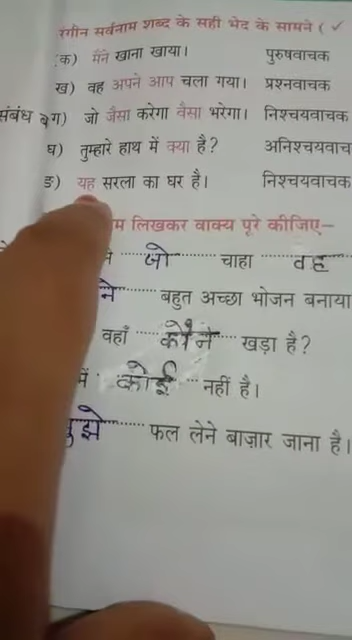 रंगीन सर्वनाम शब्द के सही भेद के सामने ( ✓
क) मैंने खाना खाया। पुरुषवाचक
ख) वह अपने आप चला गया। प्रश्नवाचक
संबंध ग) जो जैसा करेगा वैसा भरेगा। निश्चयवाचक
घ) तुम्हारे हाथ में क्या है? अनिश्चयवाच
ङ) यह सरला का घर है। निश्चयवाचक
लिखकर वाक्य पूरे कीजिए–
ने जो चाहा वह
ने बहुत अच्छा भोजन बनाया
वहाँ कौन खड़ा है?
में कोई नहीं है।
मुझे फल लेने बाज़ार जाना है।